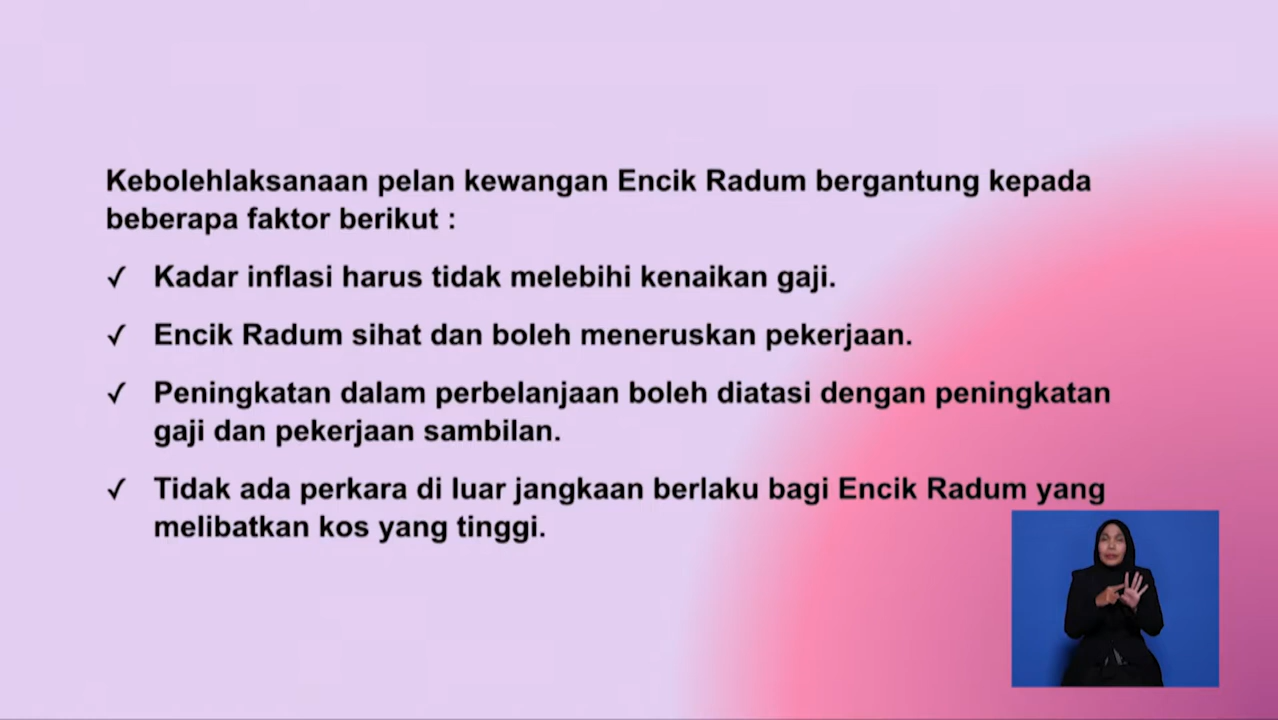 Kebolehlaksanaan pelan kewangan Encik Radum bergantung kepada
beberapa faktor berikut :
✓ Kadar inflasi harus tidak melebihi kenaikan gaji.
✓ Encik Radum sihat dan boleh meneruskan pekerjaan.
✓ Peningkatan dalam perbelanjaan boleh diatasi dengan peningkatan
gaji dan pekerjaan sambilan.
✓ Tidak ada perkara di luar jangkaan berlaku bagi Encik Radum yang
melibatkan kos yang tinggi.